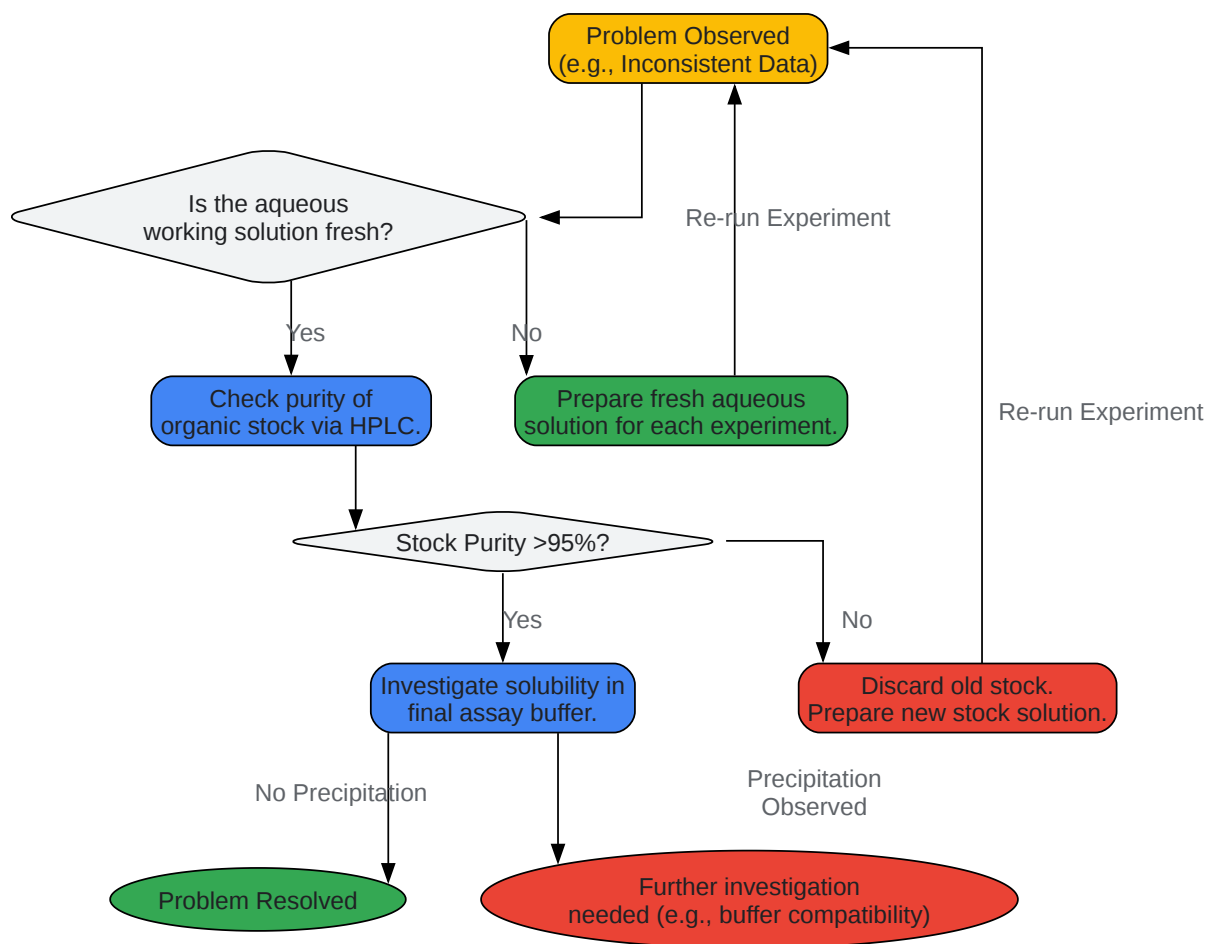 Problem Observed
(e.g., Inconsistent Data)
Is the aqueous
working solution fresh?
Re-run Experiment
Yes
No
Check purity of
organic stock via HPLC.
Prepare fresh aqueous
solution for each experiment.
Re-run Experiment
Stock Purity >95%?
Yes
No
Investigate solubility in
final assay buffer.
Discard old stock.
Prepare new stock solution.
No Precipitation
Precipitation
Observed
Problem Resolved
Further investigation
needed (e.g., buffer compatibility)